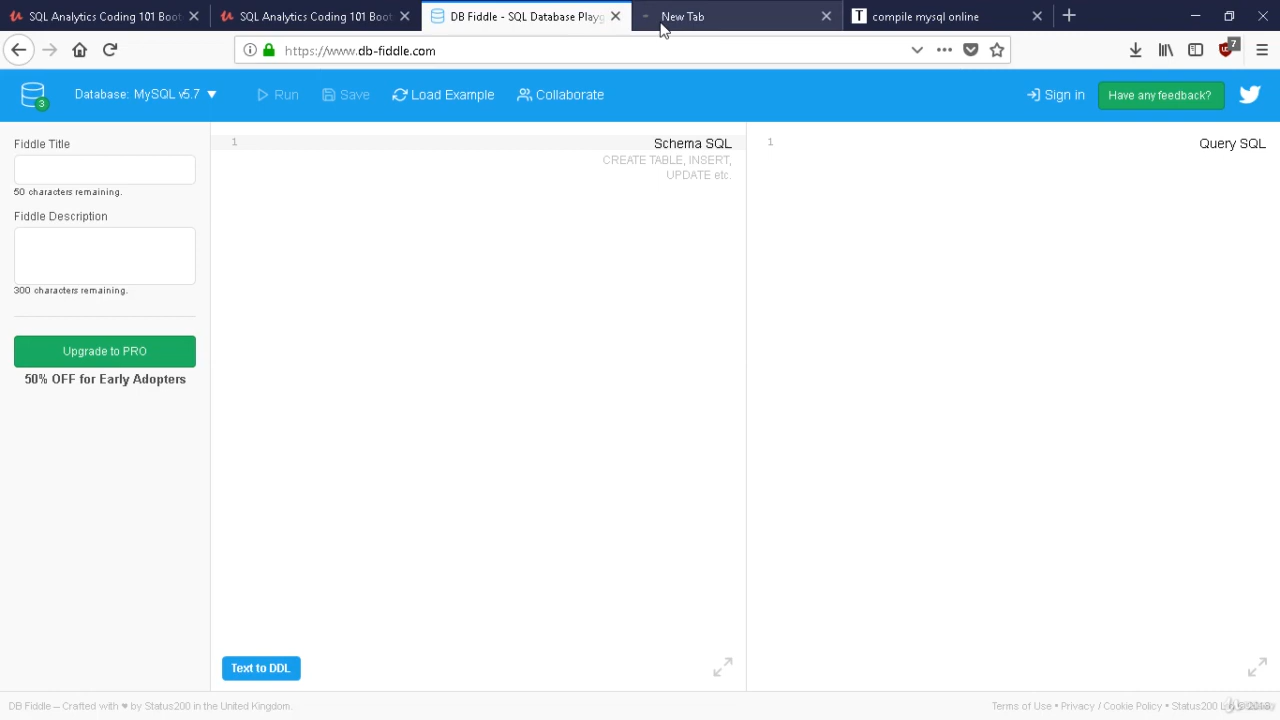 SQL Analytics Coding 101 Boot
SQL Analytics Coding 101 Boot
DB Fiddle - SQL Database Playg
New Tab
compile mysql online
https://www.db-fiddle.com
7
3
Database: MySQL v5.7
Run
Save
Load Example
Collaborate
Sign in
Have any feedback?
Fiddle Title
50 characters remaining.
Fiddle Description
300 characters remaining.
Upgrade to PRO
50% OFF for Early Adopters
1
Schema SQL
CREATE TABLE, INSERT,
UPDATE etc.
1
Query SQL
Text to DDL
DB Fiddle – Crafted with ♥ by Status200 in the United Kingdom.
Terms of Use • Privacy / Cookie Policy • Status200